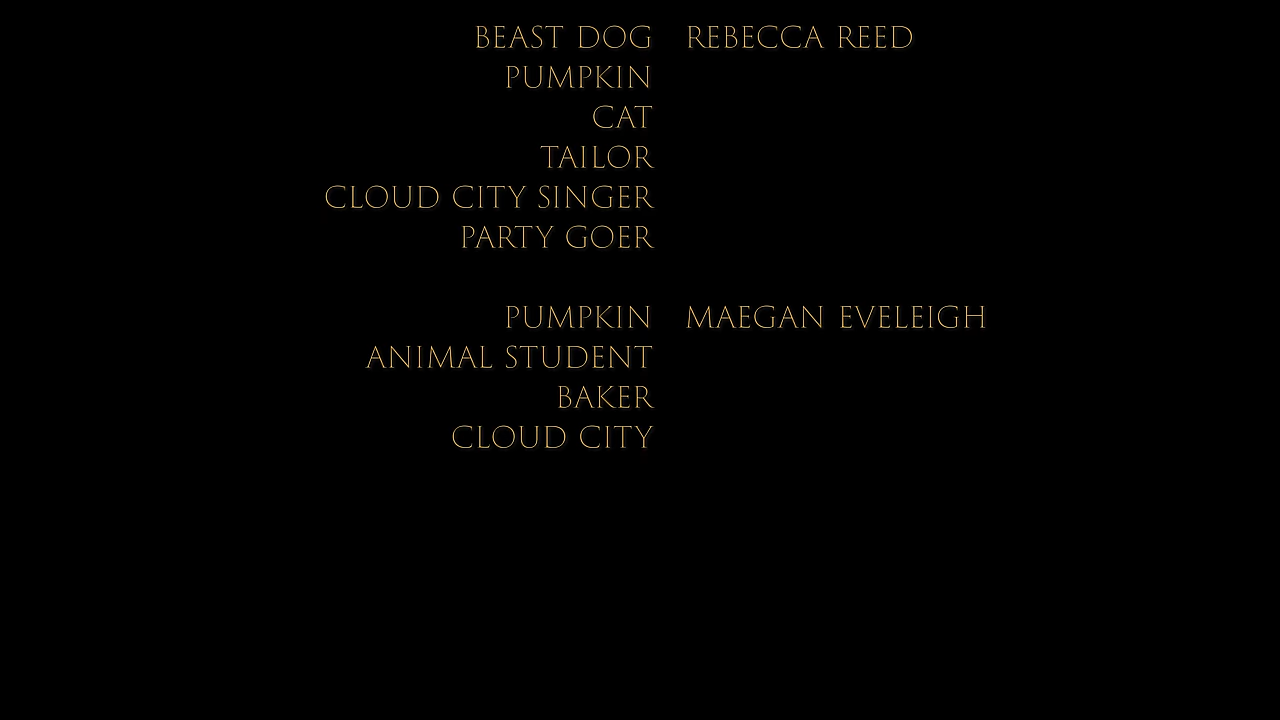 BEAST DOG REBECCA REED
PUMPKIN
CAT
TAILOR
CLOUD CITY SINGER
PARTY GOER
PUMPKIN MAEGAN EVELEIGH
ANIMAL STUDENT
BAKER
CLOUD CITY